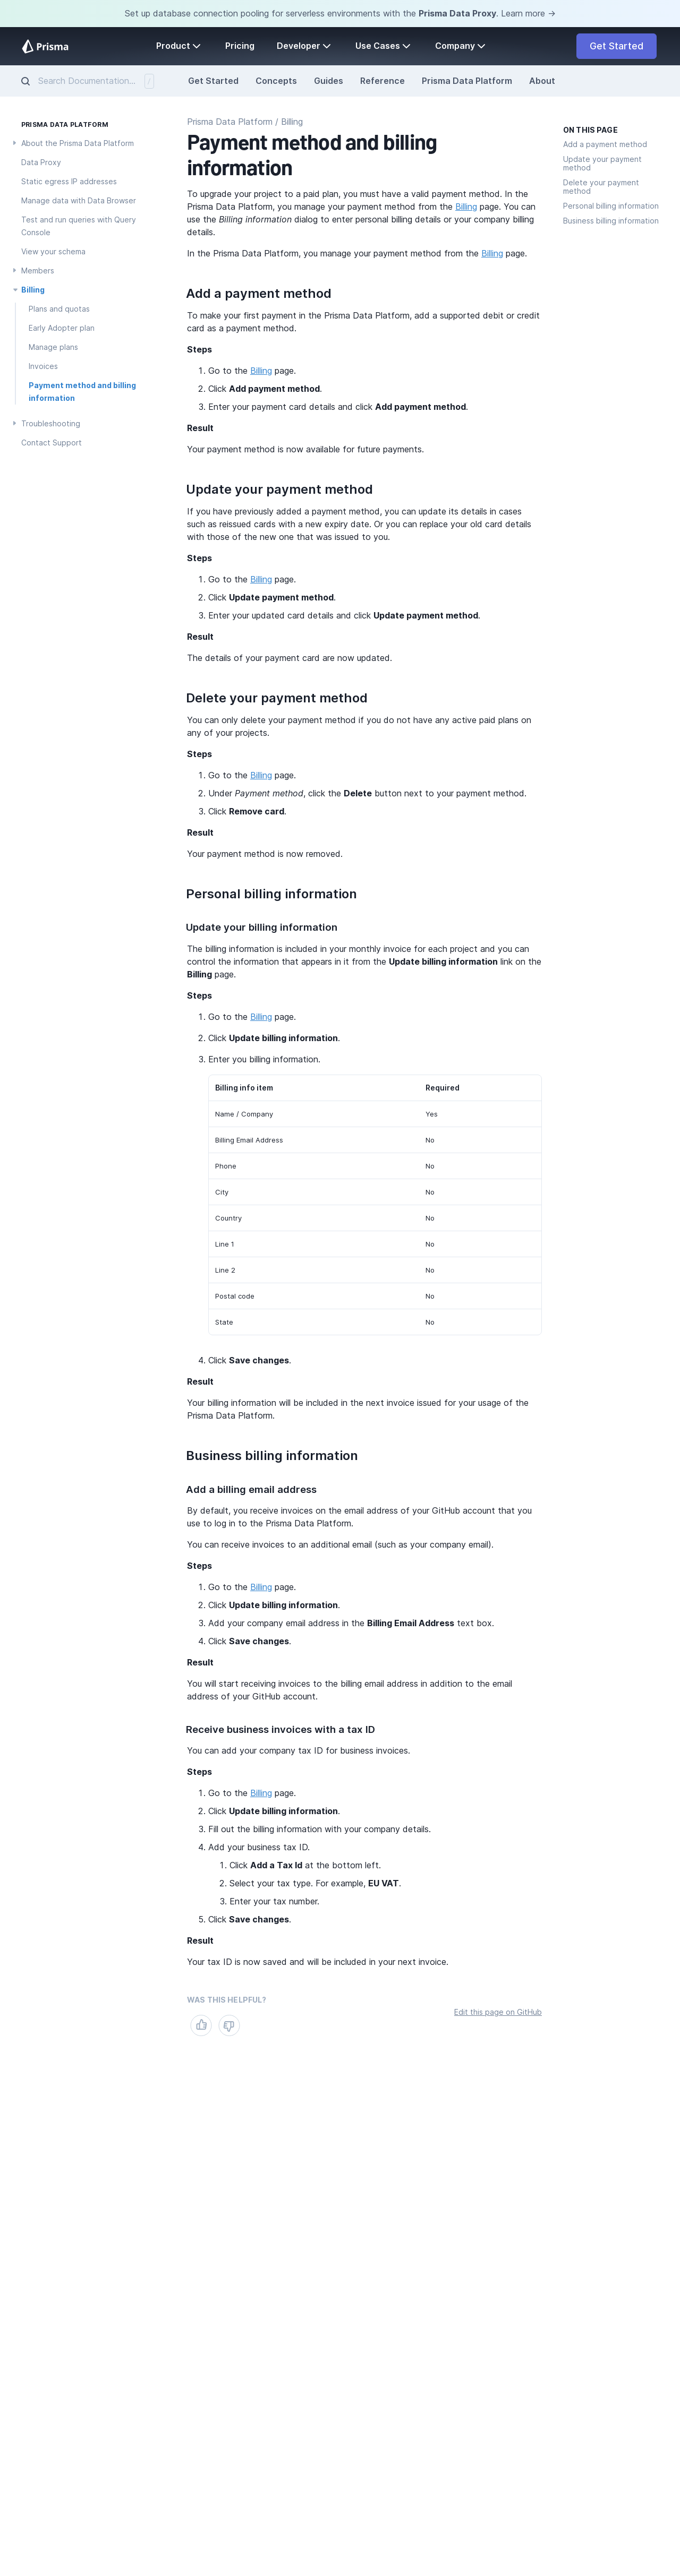 Set up database connection pooling for serverless environments with the Prisma Data Proxy. Learn more →
Prisma
Product
Pricing
Developer
Use Cases
Company
Get Started
Search Documentation...
/
Get Started
Concepts
Guides
Reference
Prisma Data Platform
About
PRISMA DATA PLATFORM
About the Prisma Data Platform
Data Proxy
Static egress IP addresses
Manage data with Data Browser
Test and run queries with Query
Console
View your schema
Members
Billing
Plans and quotas
Early Adopter plan
Manage plans
Invoices
Payment method and billing
information
Troubleshooting
Contact Support
Prisma Data Platform / Billing
Payment method and billing
information
To upgrade your project to a paid plan, you must have a valid payment method. In the
Prisma Data Platform, you manage your payment method from the Billing page. You can
use the Billing information dialog to enter personal billing details or your company billing
details.
In the Prisma Data Platform, you manage your payment method from the Billing page.
Add a payment method
To make your first payment in the Prisma Data Platform, add a supported debit or credit
card as a payment method.
Steps
1. Go to the Billing page.
2. Click Add payment method.
3. Enter your payment card details and click Add payment method.
Result
Your payment method is now available for future payments.
Update your payment method
If you have previously added a payment method, you can update its details in cases
such as reissued cards with a new expiry date. Or you can replace your old card details
with those of the new one that was issued to you.
Steps
1. Go to the Billing page.
2. Click Update payment method.
3. Enter your updated card details and click Update payment method.
Result
The details of your payment card are now updated.
Delete your payment method
You can only delete your payment method if you do not have any active paid plans on
any of your projects.
Steps
1. Go to the Billing page.
2. Under Payment method, click the Delete button next to your payment method.
3. Click Remove card.
Result
Your payment method is now removed.
Personal billing information
Update your billing information
The billing information is included in your monthly invoice for each project and you can
control the information that appears in it from the Update billing information link on the
Billing page.
Steps
1. Go to the Billing page.
2. Click Update billing information.
3. Enter you billing information.
Billing info item Required
Name / Company Yes
Billing Email Address No
Phone No
City No
Country No
Line 1 No
Line 2 No
Postal code No
State No
4. Click Save changes.
Result
Your billing information will be included in the next invoice issued for your usage of the
Prisma Data Platform.
Business billing information
Add a billing email address
By default, you receive invoices on the email address of your GitHub account that you
use to log in to the Prisma Data Platform.
You can receive invoices to an additional email (such as your company email).
Steps
1. Go to the Billing page.
2. Click Update billing information.
3. Add your company email address in the Billing Email Address text box.
4. Click Save changes.
Result
You will start receiving invoices to the billing email address in addition to the email
address of your GitHub account.
Receive business invoices with a tax ID
You can add your company tax ID for business invoices.
Steps
1. Go to the Billing page.
2. Click Update billing information.
3. Fill out the billing information with your company details.
4. Add your business tax ID.
1. Click Add a Tax Id at the bottom left.
2. Select your tax type. For example, EU VAT.
3. Enter your tax number.
5. Click Save changes.
Result
Your tax ID is now saved and will be included in your next invoice.
WAS THIS HELPFUL?
Edit this page on GitHub
ON THIS PAGE
Add a payment method
Update your payment
method
Delete your payment
method
Personal billing information
Business billing information